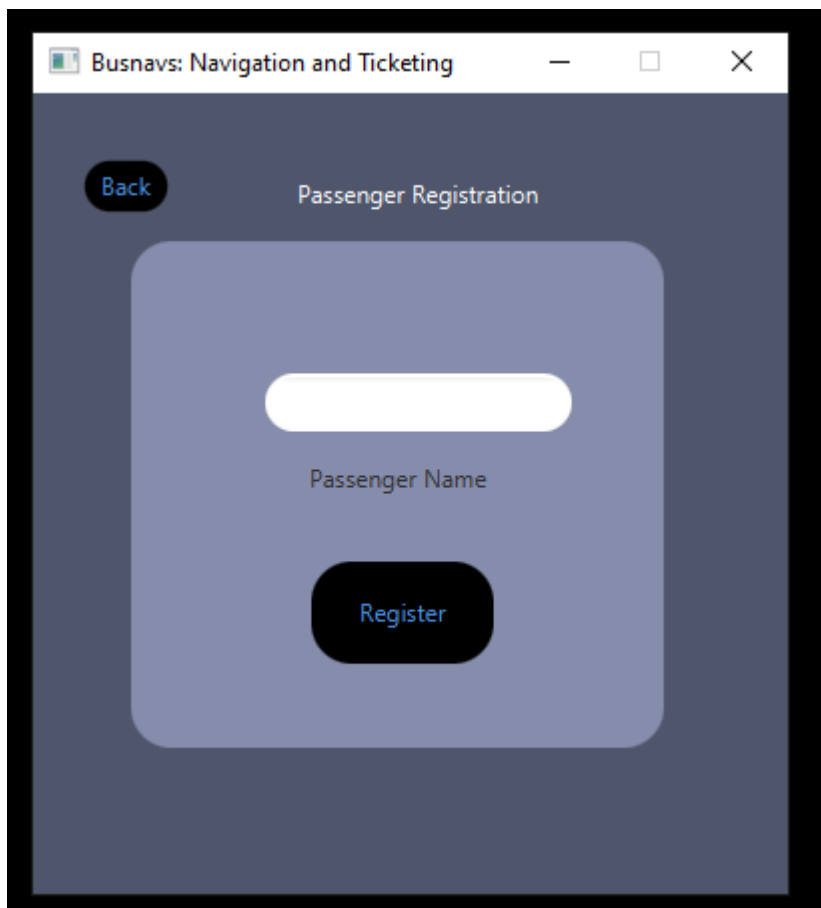 Busnavs: Navigation and Ticketing
Back
Passenger Registration
Passenger Name
Register